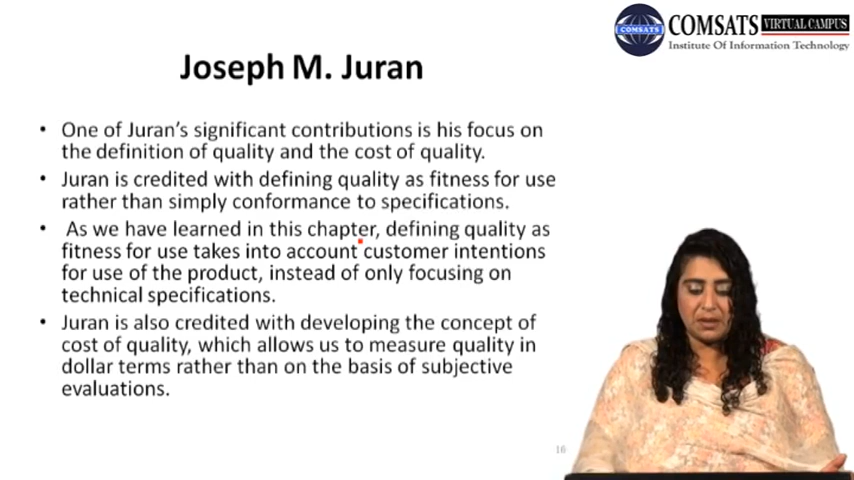 COMSATS VIRTUAL CAMPUS
COMSATS
Institute Of Information Technology
Joseph M. Juran
• One of Juran's significant contributions is his focus on
the definition of quality and the cost of quality.
• Juran is credited with defining quality as fitness for use
rather than simply conformance to specifications.
• As we have learned in this chapter, defining quality as
fitness for use takes into account customer intentions
for use of the product, instead of only focusing on
technical specifications.
• Juran is also credited with developing the concept of
cost of quality, which allows us to measure quality in
dollar terms rather than on the basis of subjective
evaluations.
16